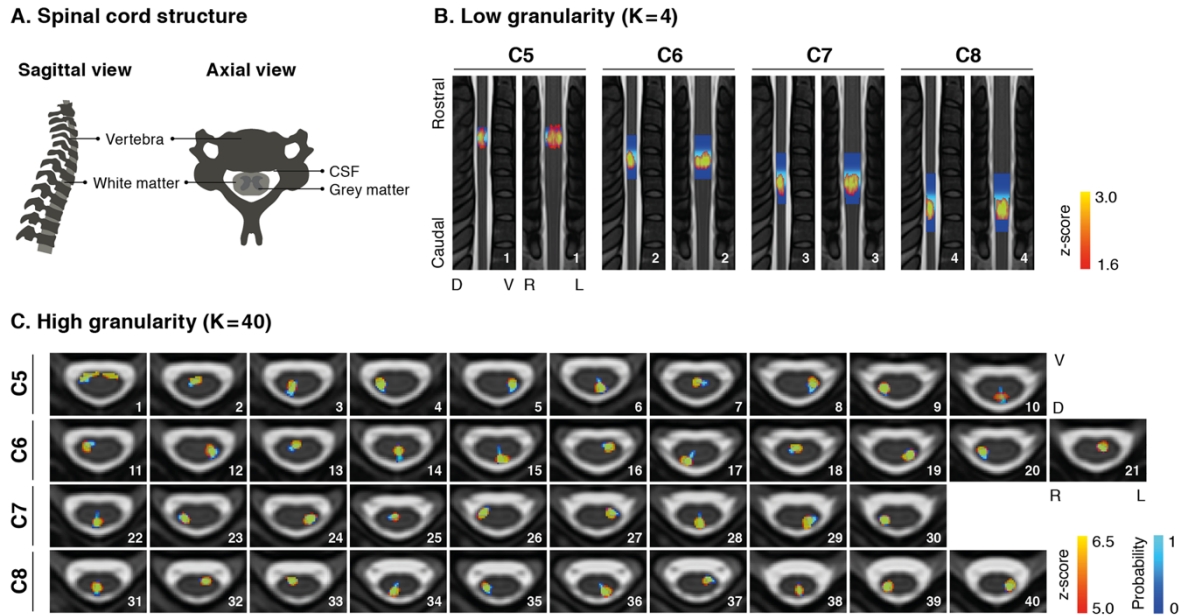 A. Spinal cord structure
Sagittal view
Axial view
Vertebra
White matter
CSF
Grey matter
B. Low granularity (K=4)
C5 C6 C7 C8
Rostral
Caudal
1 1 2 2 3 3 4 4
D V R L
3.0
z-score
1.6
C. High granularity (K=40)
C5
1 2 3 4 5 6 7 8 9 10
V
D
C6
11 12 13 14 15 16 17 18 19 20 21
R L
C7
22 23 24 25 26 27 28 29 30
C8
31 32 33 34 35 36 37 38 39 40
6.5
z-score
5.0
1
Probability
0